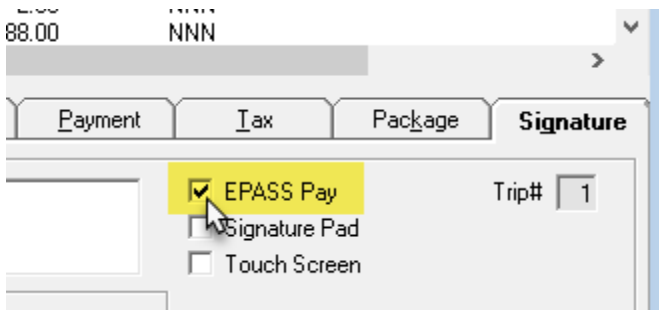 88.00 NNN
Payment Tax Package Signature
EPASS Pay Trip# 1
Signature Pad
Touch Screen